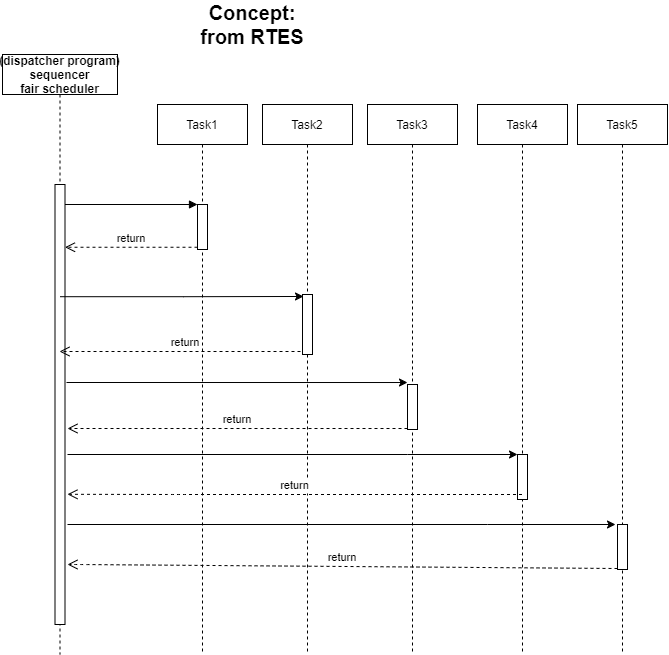 Concept:
from RTES
(dispatcher program)
sequencer
fair scheduler
Task1
Task2
Task3
Task4
Task5
return
return
return
return
return